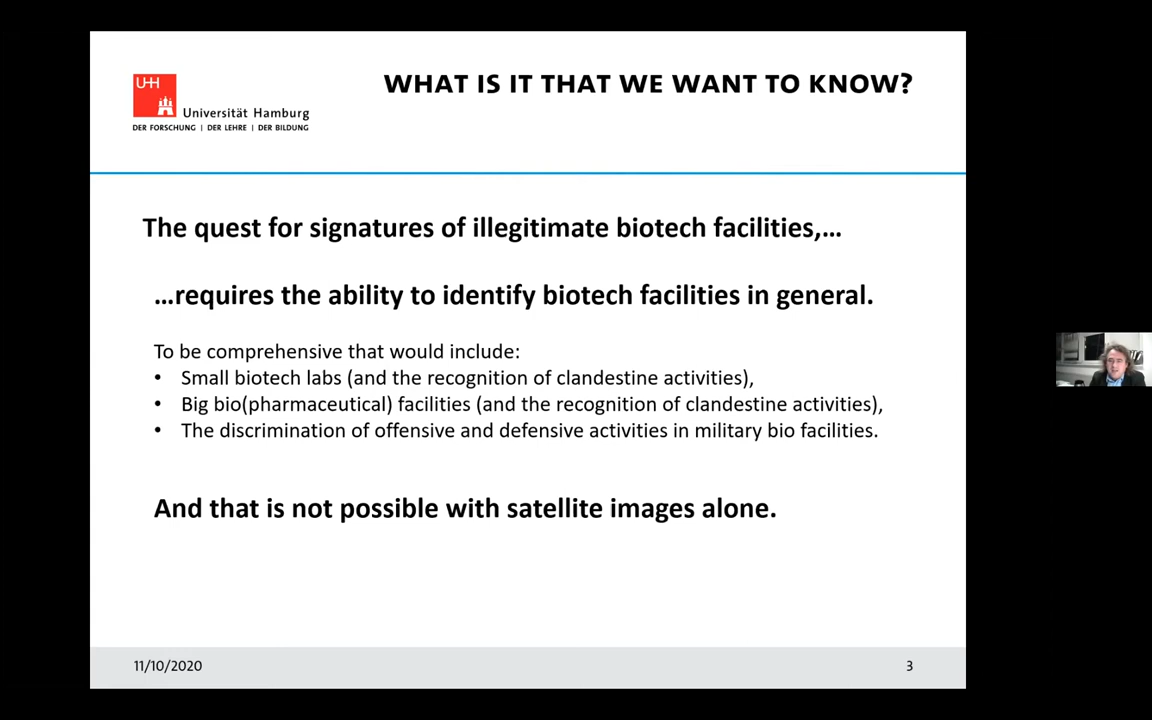 UHH
Universität Hamburg
DER FORSCHUNG | DER LEHRE | DER BILDUNG
WHAT IS IT THAT WE WANT TO KNOW?
The quest for signatures of illegitimate biotech facilities,…
…requires the ability to identify biotech facilities in general.
To be comprehensive that would include:
• Small biotech labs (and the recognition of clandestine activities),
• Big bio(pharmaceutical) facilities (and the recognition of clandestine activities),
• The discrimination of offensive and defensive activities in military bio facilities.
And that is not possible with satellite images alone.
11/10/2020
3